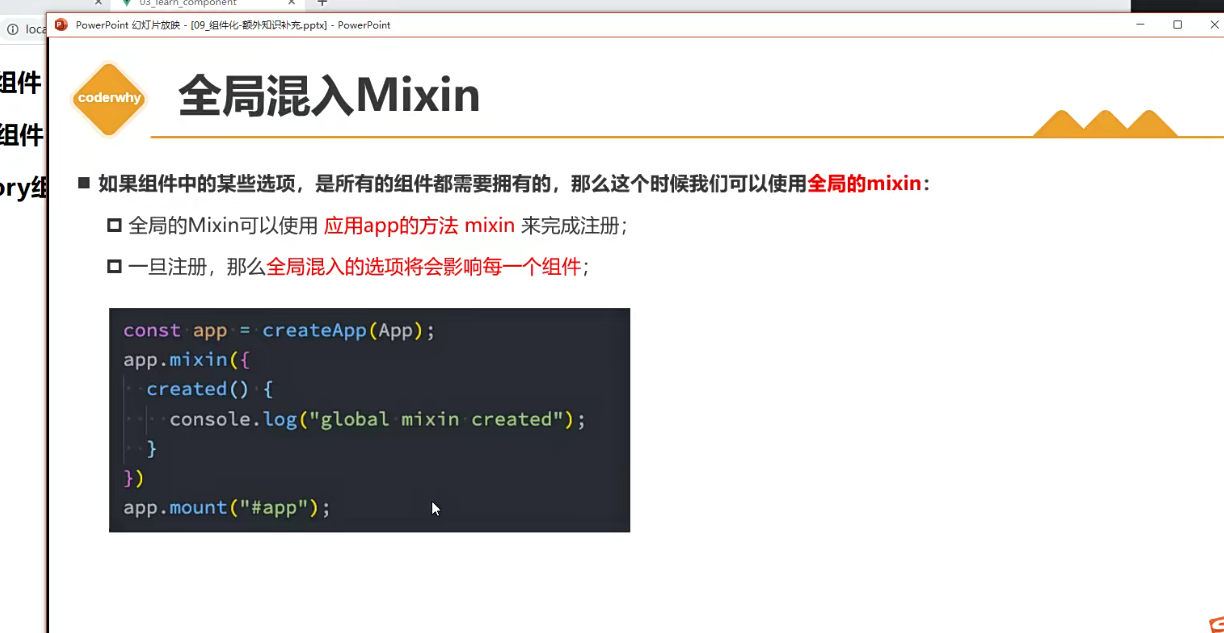 03_learn_component
loca
PowerPoint 幻灯片放映 - [09_组件化-额外知识补充.pptx] - PowerPoint
组件
组件
ory组
coderwhy
全局混入Mixin
如果组件中的某些选项，是所有的组件都需要拥有的，那么这个时候我们可以使用全局的mixin：
全局的Mixin可以使用 应用app的方法 mixin 来完成注册；
一旦注册，那么全局混入的选项将会影响每一个组件；
const app = createApp(App);
app.mixin({
created() {
console.log("global mixin created");
}
})
app.mount("#app");